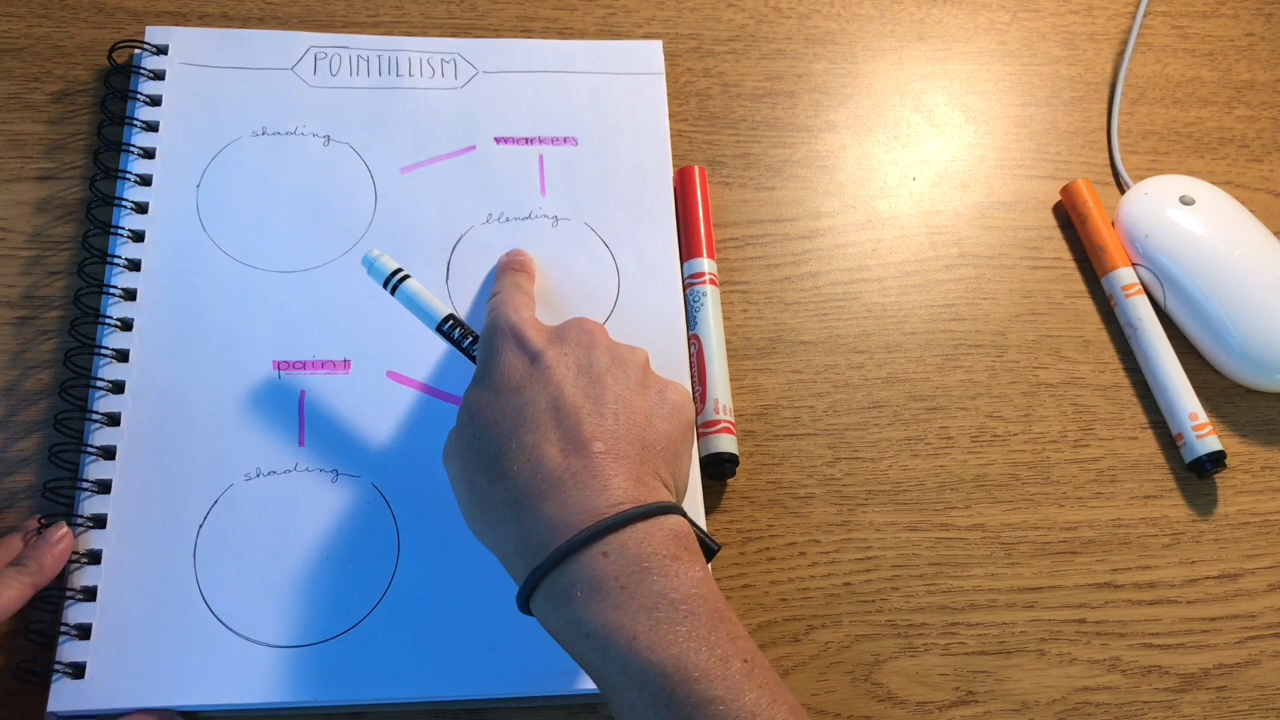 POINTILLISM
shading
markers
blending
paint
shading
Crayola